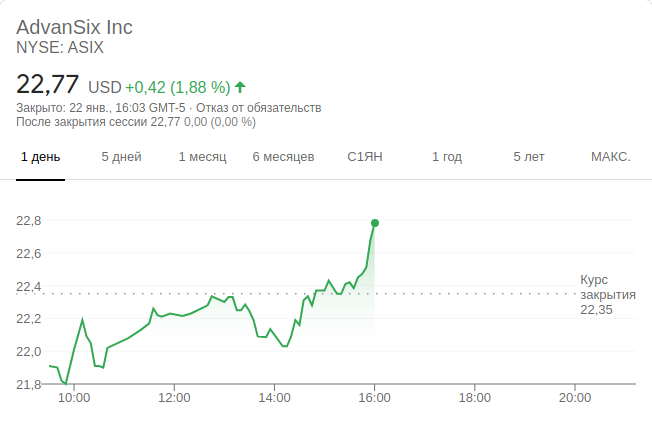 AdvanSix Inc
NYSE: ASIX
22,77 USD +0,42 (1,88 %)
Закрыто: 22 янв., 16:03 GMT-5 · Отказ от обязательств
После закрытия сессии 22,77 0,00 (0,00 %)
1 день 5 дней 1 месяц 6 месяцев С1ЯН 1 год 5 лет МАКС.
22,8
22,6
22,4
22,2
22,0
21,8
Курс
закрытия
22,35
10:00 12:00 14:00 16:00 18:00 20:00